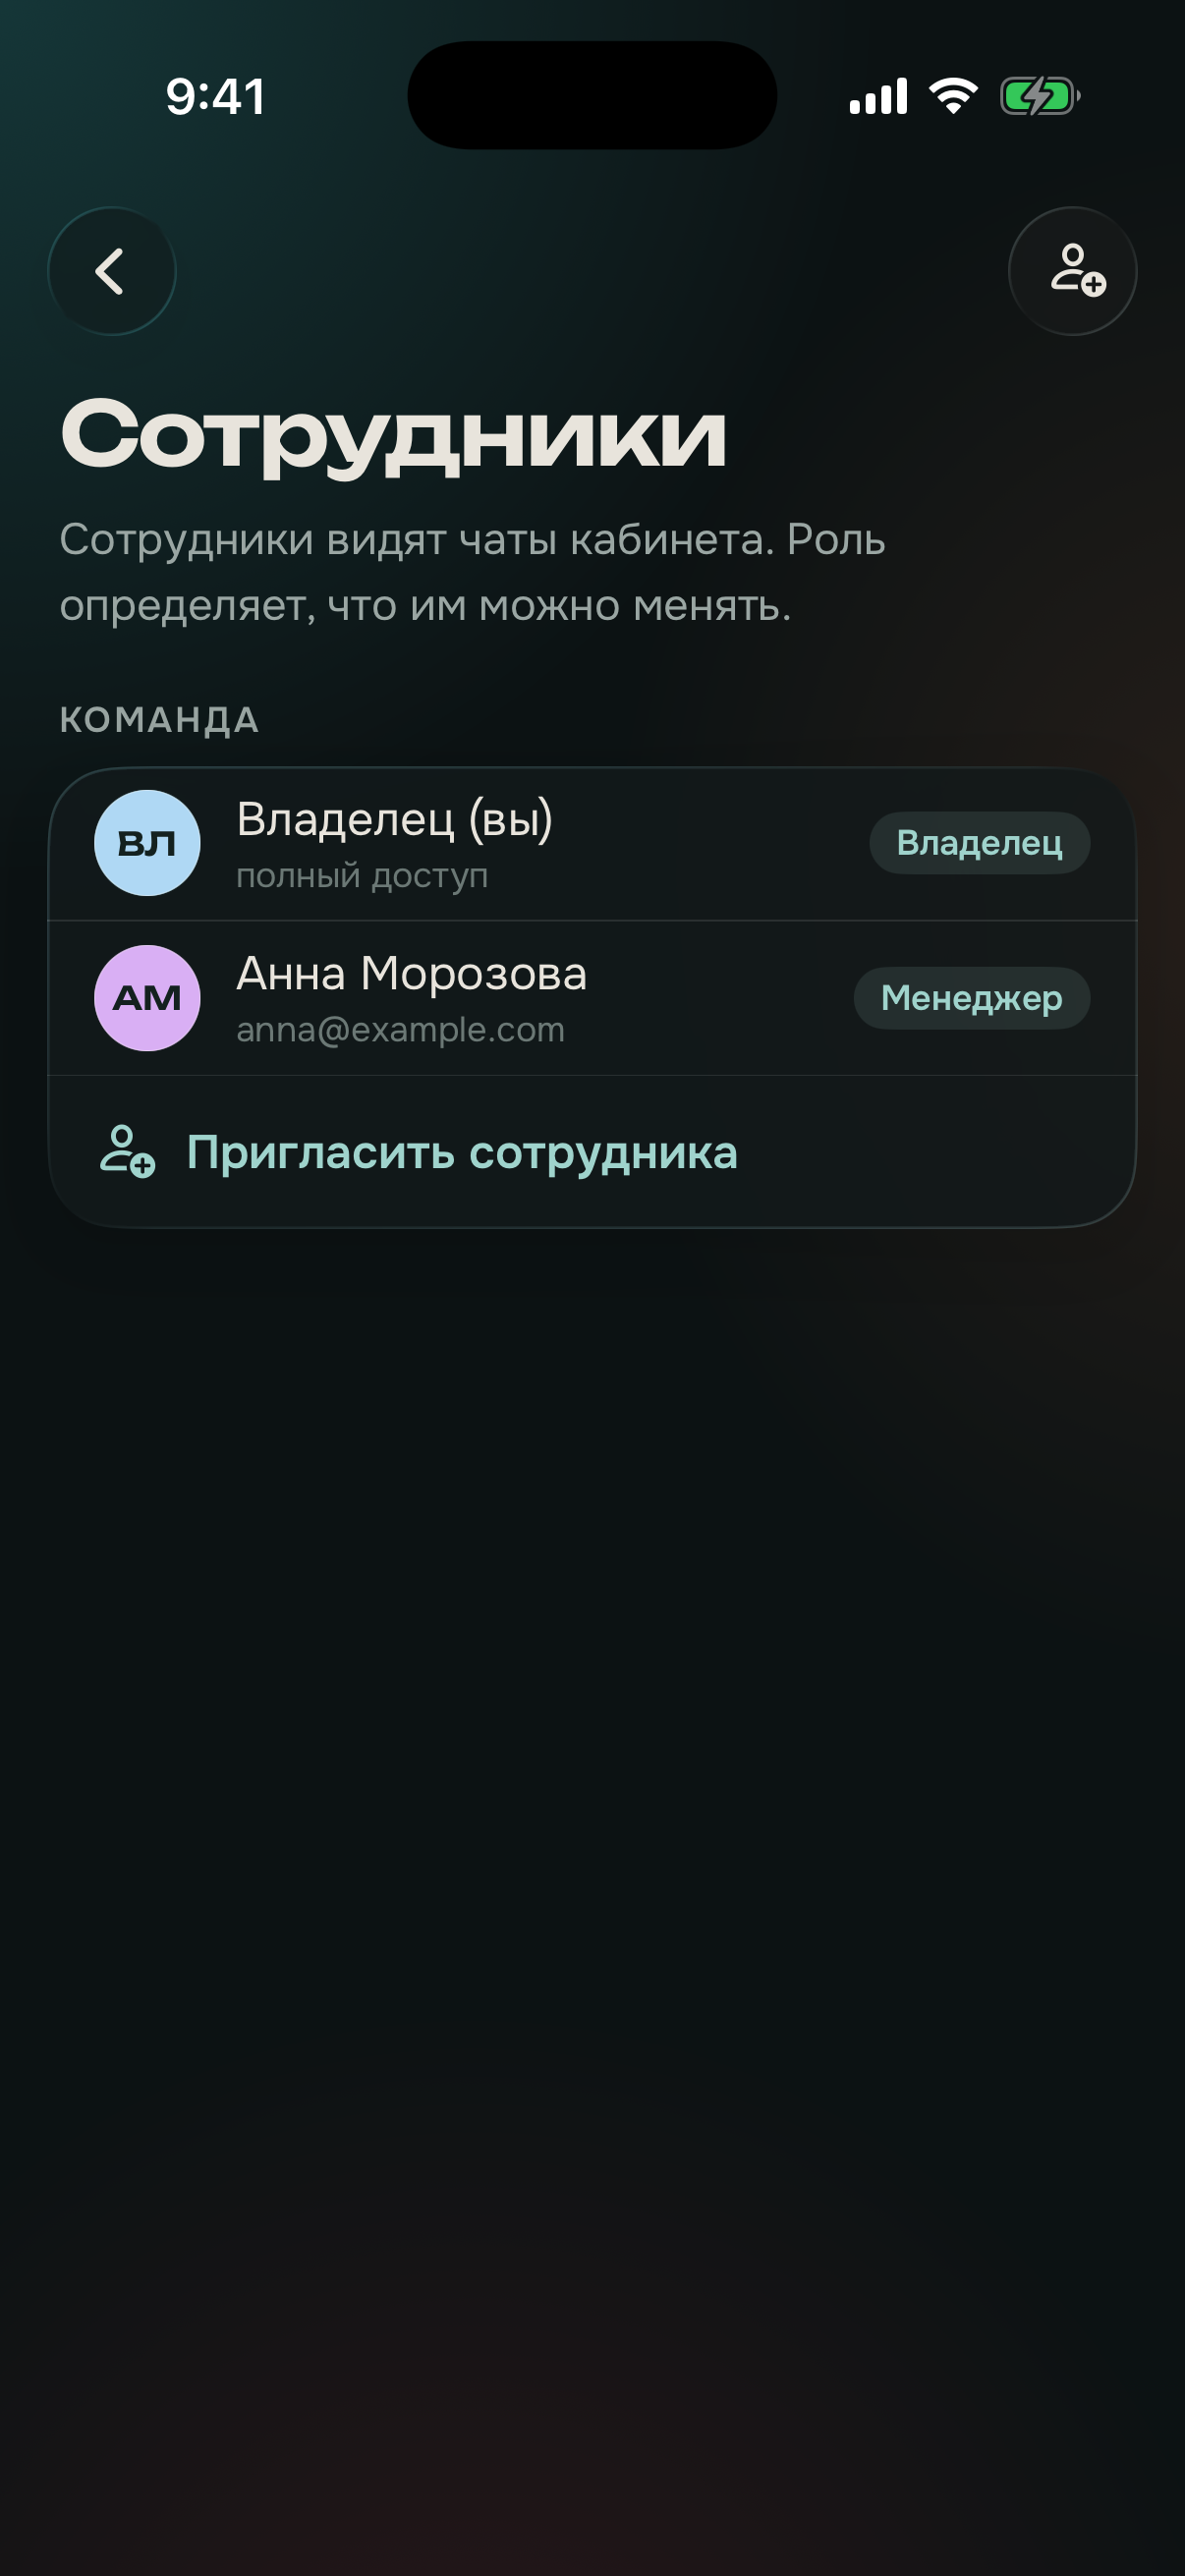 9:41
Сотрудники
Сотрудники видят чаты кабинета. Роль
определяет, что им можно менять.
КОМАНДА
ВЛ
Владелец (вы)
полный доступ
Владелец
АМ
Анна Морозова
anna@example.com
Менеджер
Пригласить сотрудника